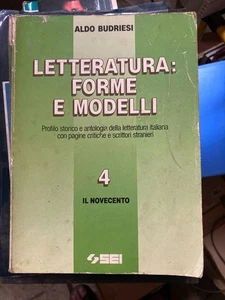 ALDO BUDRIESI
LETTERATURA:
FORME
E MODELLI
Profilo storico e antologia della letteratura italiana
con pagine critiche e scrittori stranieri
4
IL NOVECENTO
SEI